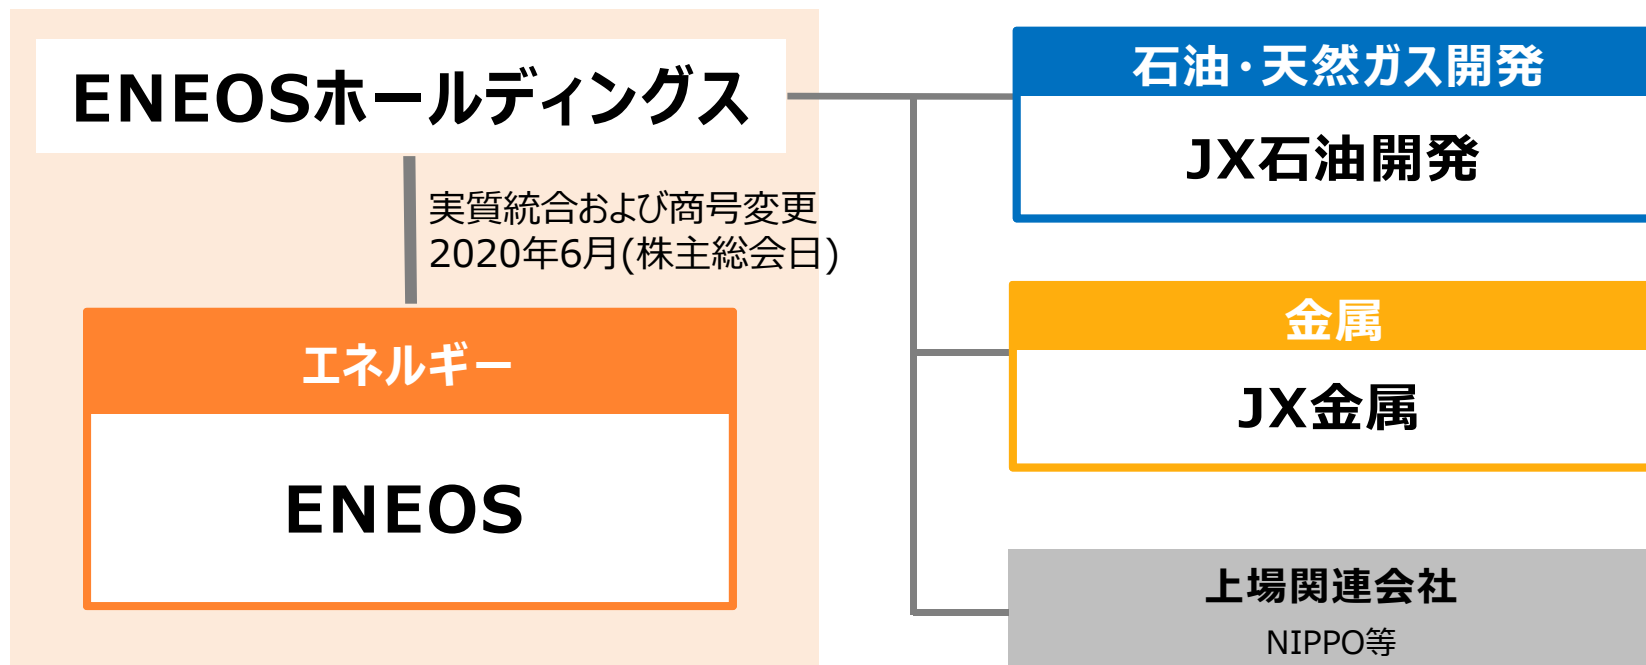 ENEOSホールディングス
実質統合および商号変更
2020年6月(株主総会日)
エネルギー
ENEOS
石油・天然ガス開発
JX石油開発
金属
JX金属
上場関連会社
NIPPO等